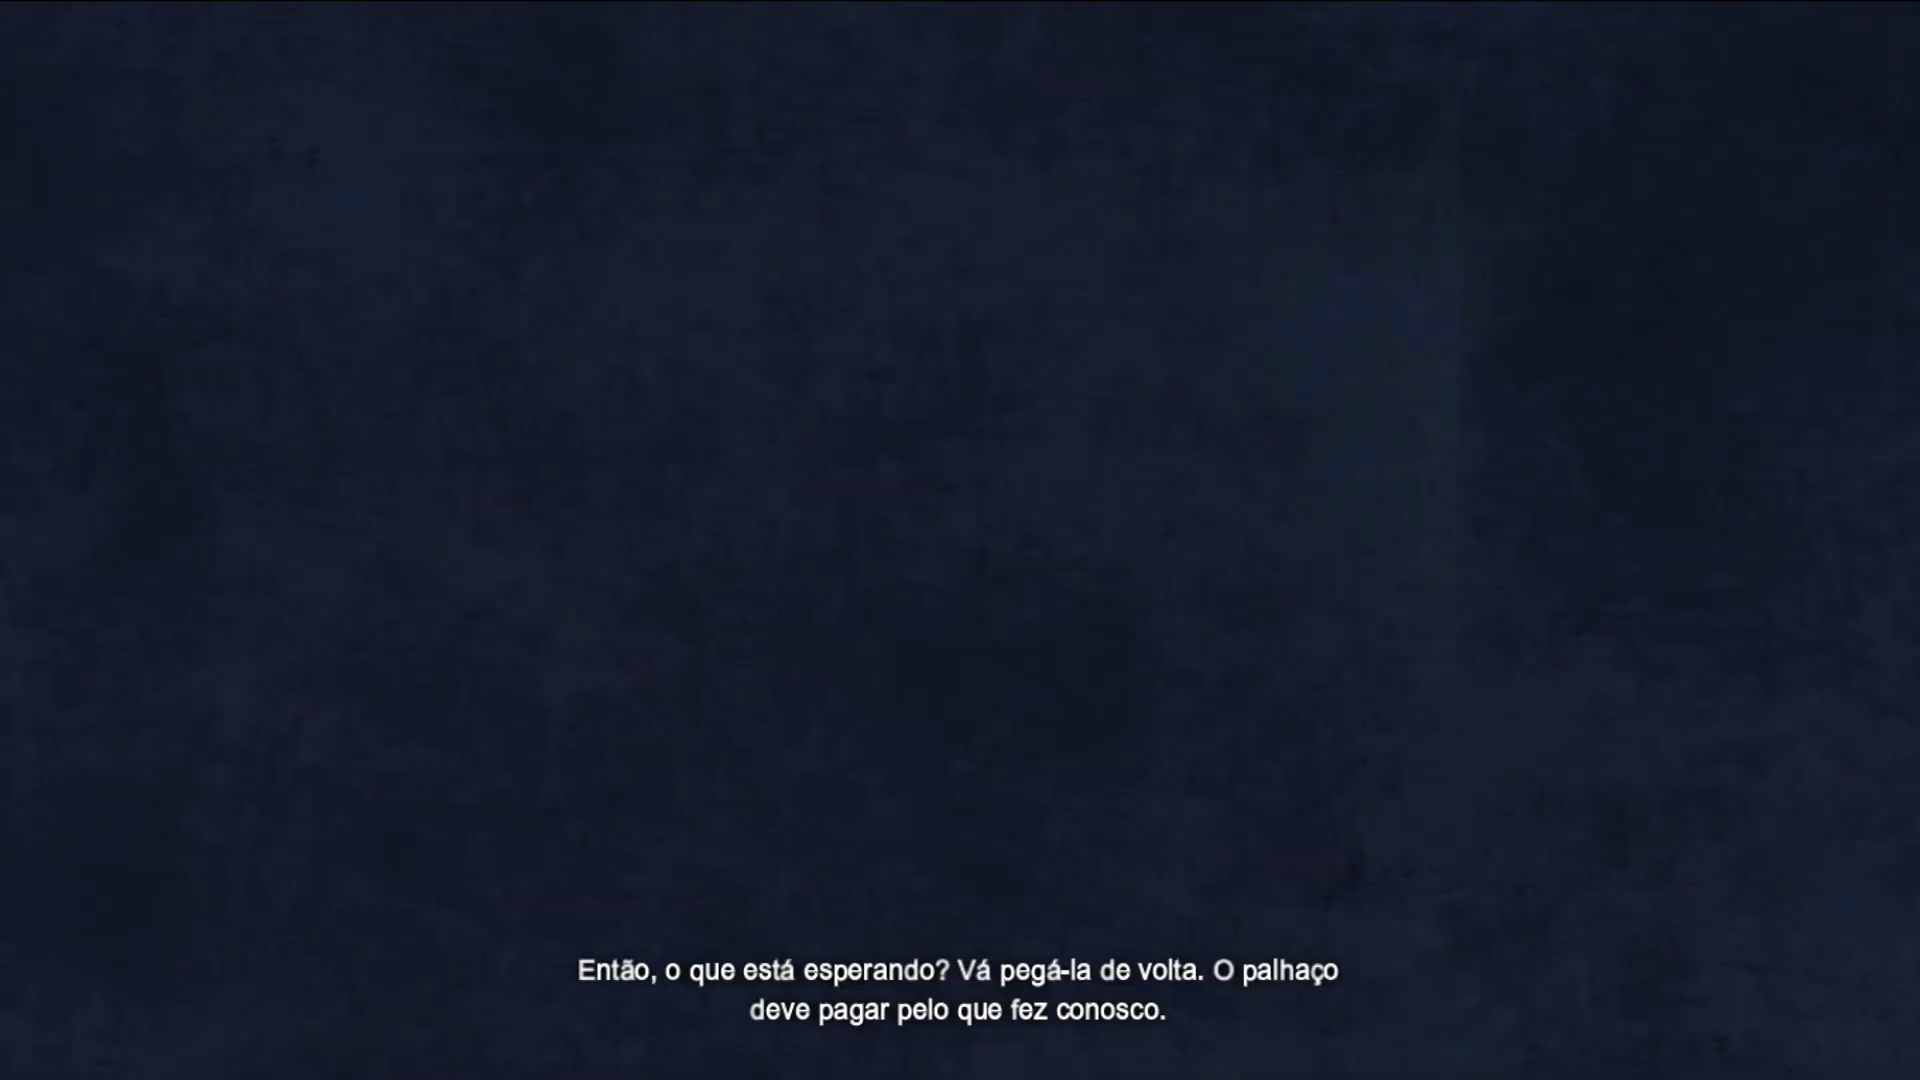 Então, o que está esperando? Vá pegá-la de volta. O palhaço
deve pagar pelo que fez conosco.